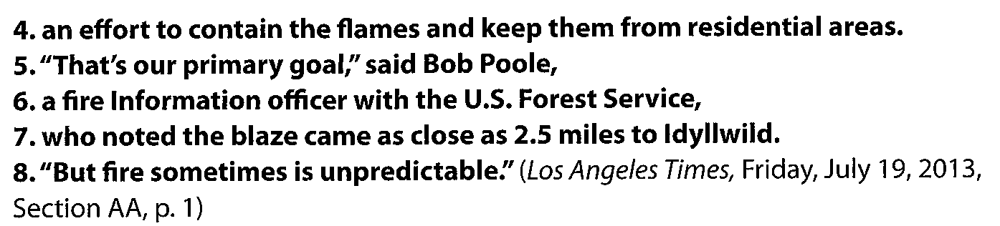 4. an effort to contain the flames and keep them from residential areas.
5. “That’s our primary goal,” said Bob Poole,
6. a fire Information officer with the U.S. Forest Service,
7. who noted the blaze came as close as 2.5 miles to Idyllwild.
8. “But fire sometimes is unpredictable.” (Los Angeles Times, Friday, July 19, 2013,
Section AA, p. 1)